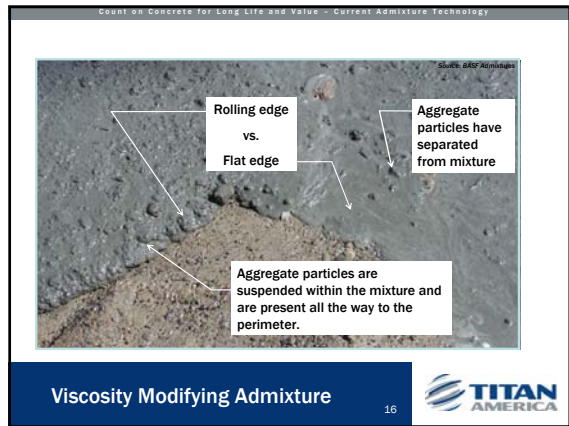 Count on Concrete for Long Life and Value – Current Admixture Technology
Source: BASF Admixtures
Rolling edge
vs.
Flat edge
Aggregate
particles have
separated
from mixture
Aggregate particles are
suspended within the mixture and
are present all the way to the
perimeter.
Viscosity Modifying Admixture
16
TITAN
AMERICA